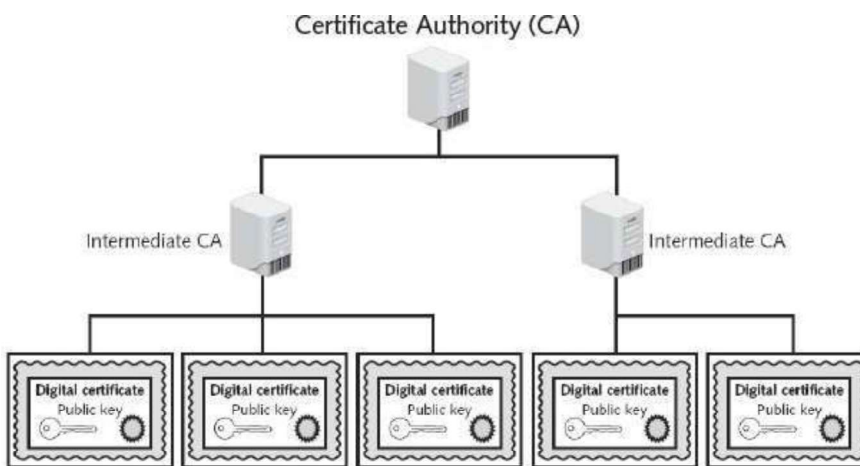 Certificate Authority (CA)
Intermediate CA
Intermediate CA
Digital certificate
Public key
Digital certificate
Public key
Digital certificate
Public key
Digital certificate
Public key
Digital certificate
Public key